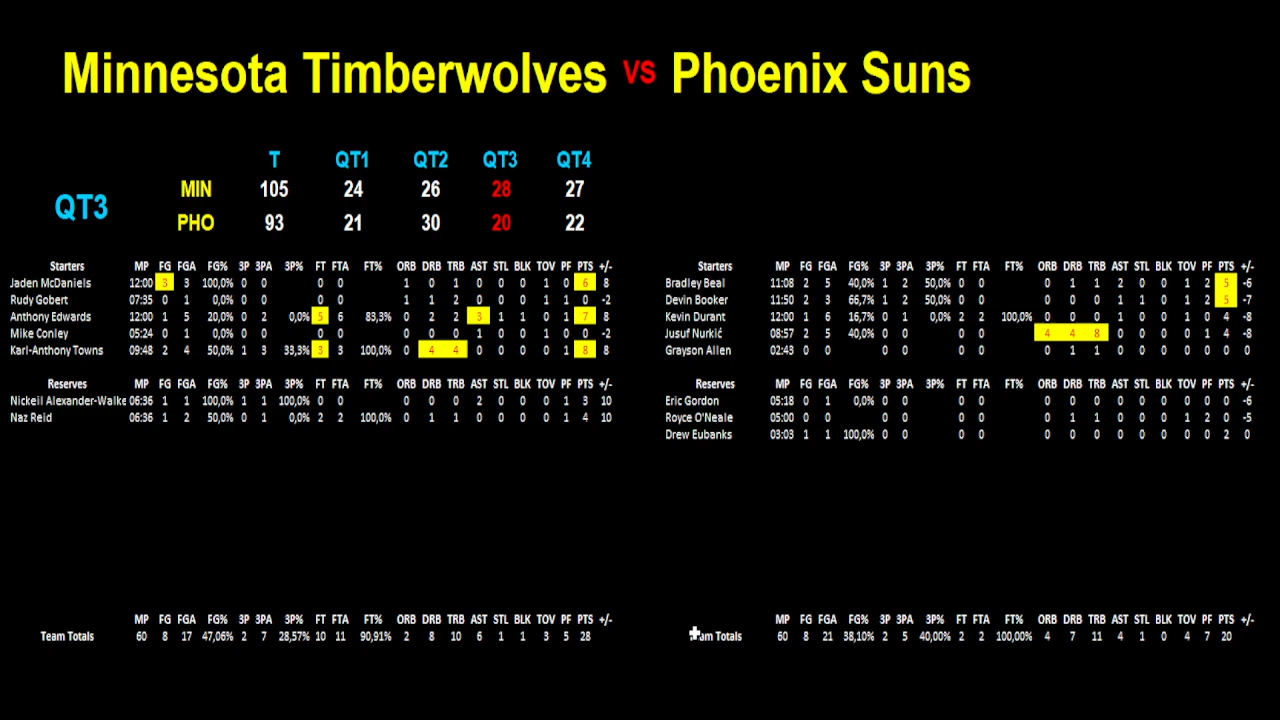 Minnesota Timberwolves VS Phoenix Suns
T QT1 QT2 QT3 QT4
QT3
MIN 105 24 26 28 27
PHO 93 21 30 20 22
Starters MP FG FGA FG% 3P 3PA 3P% FT FTA FT% ORB DRB TRB AST STL BLK TOV PF PTS +/-
Jaden McDaniels 12:00 3 3 100,0% 0 0 0 0 1 0 1 0 0 0 1 0 6 8
Rudy Gobert 07:35 0 1 0,0% 0 0 0 0 1 1 2 0 0 0 1 1 0 -2
Anthony Edwards 12:00 1 5 20,0% 0 2 0,0% 5 6 83,3% 0 2 2 3 1 1 0 1 7 8
Mike Conley 05:24 0 1 0,0% 0 0 0 0 0 0 0 1 0 0 1 0 0 -2
Karl-Anthony Towns 09:48 2 4 50,0% 1 3 33,3% 3 3 100,0% 0 4 4 0 0 0 0 1 8 8
Reserves MP FG FGA FG% 3P 3PA 3P% FT FTA FT% ORB DRB TRB AST STL BLK TOV PF PTS +/-
Nickeil Alexander-Walke 06:36 1 1 100,0% 1 1 100,0% 0 0 0 0 0 2 0 0 0 1 3 10
Naz Reid 06:36 1 2 50,0% 0 1 0,0% 2 2 100,0% 0 1 1 0 0 0 0 1 4 10
Team Totals MP FG FGA FG% 3P 3PA 3P% FT FTA FT% ORB DRB TRB AST STL BLK TOV PF PTS +/-
60 8 17 47,06% 2 7 28,57% 10 11 90,91% 2 8 10 6 1 1 3 5 28
Starters MP FG FGA FG% 3P 3PA 3P% FT FTA FT% ORB DRB TRB AST STL BLK TOV PF PTS +/-
Bradley Beal 11:08 2 5 40,0% 1 2 50,0% 0 0 0 1 1 2 0 0 1 2 5 -6
Devin Booker 11:50 2 3 66,7% 1 2 50,0% 0 0 0 1 1 0 1 0 1 2 5 -7
Kevin Durant 12:00 1 6 16,7% 0 1 0,0% 2 2 100,0% 0 0 0 1 0 0 1 0 4 -8
Jusuf Nurkić 08:57 2 5 40,0% 0 0 0 0 4 4 8 1 0 0 0 1 4 -8
Grayson Allen 02:43 0 0 0 0 0 0 0 1 1 0 0 0 0 0 0 0
Reserves MP FG FGA FG% 3P 3PA 3P% FT FTA FT% ORB DRB TRB AST STL BLK TOV PF PTS +/-
Eric Gordon 05:18 0 1 0,0% 0 0 0 0 0 0 0 0 0 0 0 0 0 -6
Royce O'Neale 05:00 0 0 0 0 0 0 0 1 1 0 0 0 1 2 0 -5
Drew Eubanks 03:03 1 1 100,0% 0 0 0 0 0 0 0 0 0 0 0 0 2 0
MP FG FGA FG% 3P 3PA 3P% FT FTA FT% ORB DRB TRB AST STL BLK TOV PF PTS +/-
Totals 60 8 21 38,10% 2 5 40,00% 2 2 100,00% 4 7 11 4 1 0 4 7 20